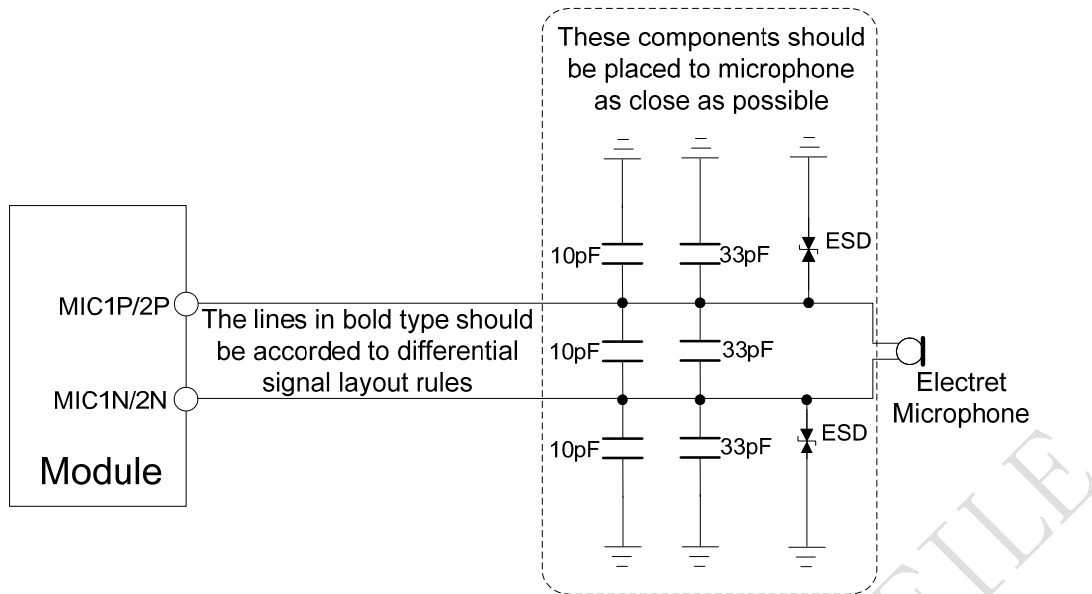 These components should
be placed to microphone
as close as possible
10pF
33pF
ESD
MIC1P/2P
The lines in bold type should
be accorded to differential
signal layout rules
10pF
33pF
MIC1N/2N
Electret
Microphone
10pF
33pF
ESD
Module
FILE